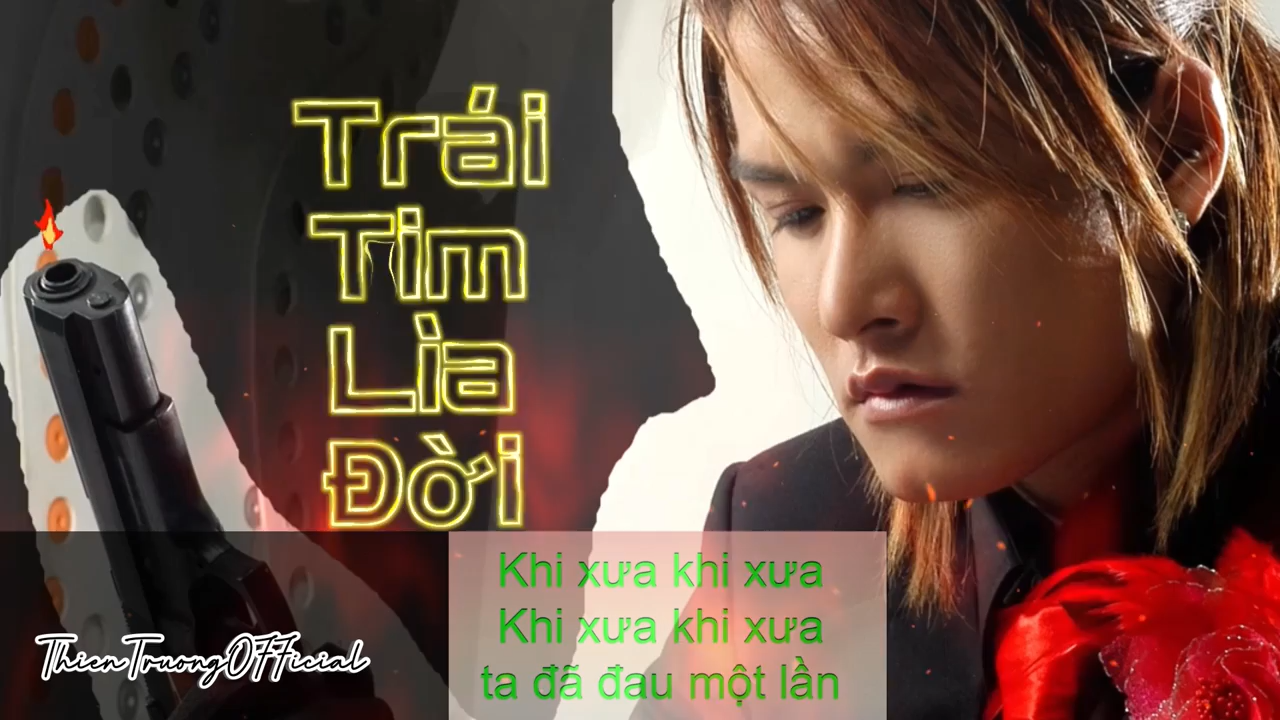 Trái
Tim
Lìa
Đời
Khi xưa khi xưa
Khi xưa khi xưa
ta đã đau một lần
ThienTruongOFFicial